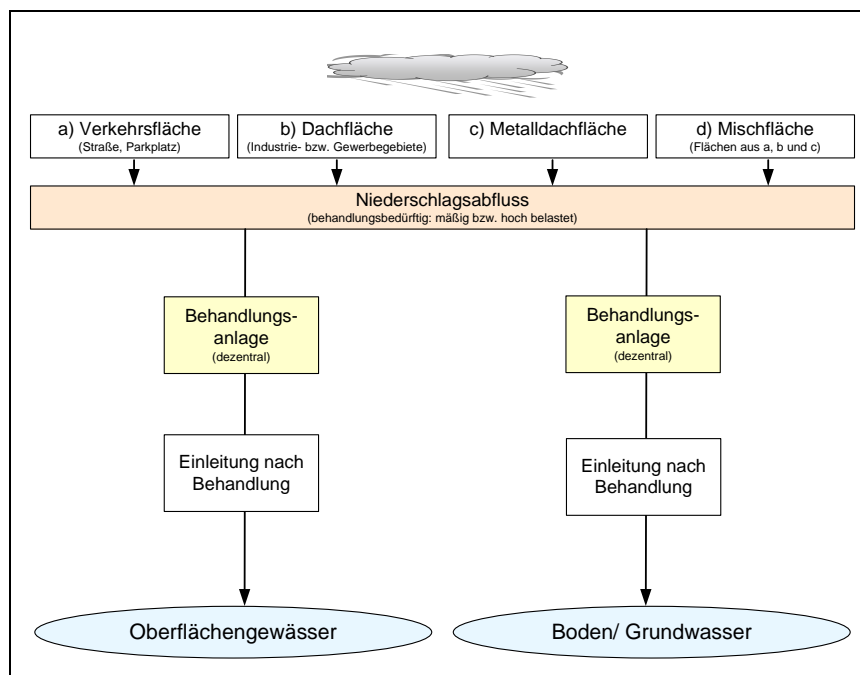 a) Verkehrsfläche
(Straße, Parkplatz)
b) Dachfläche
(Industrie- bzw. Gewerbegebiete)
c) Metalldachfläche
d) Mischfläche
(Flächen aus a, b und c)
Niederschlagsabfluss
(behandlungsbedürftig: mäßig bzw. hoch belastet)
Behandlungs-
anlage
(dezentral)
Behandlungs-
anlage
(dezentral)
Einleitung nach
Behandlung
Einleitung nach
Behandlung
Oberflächengewässer
Boden/ Grundwasser